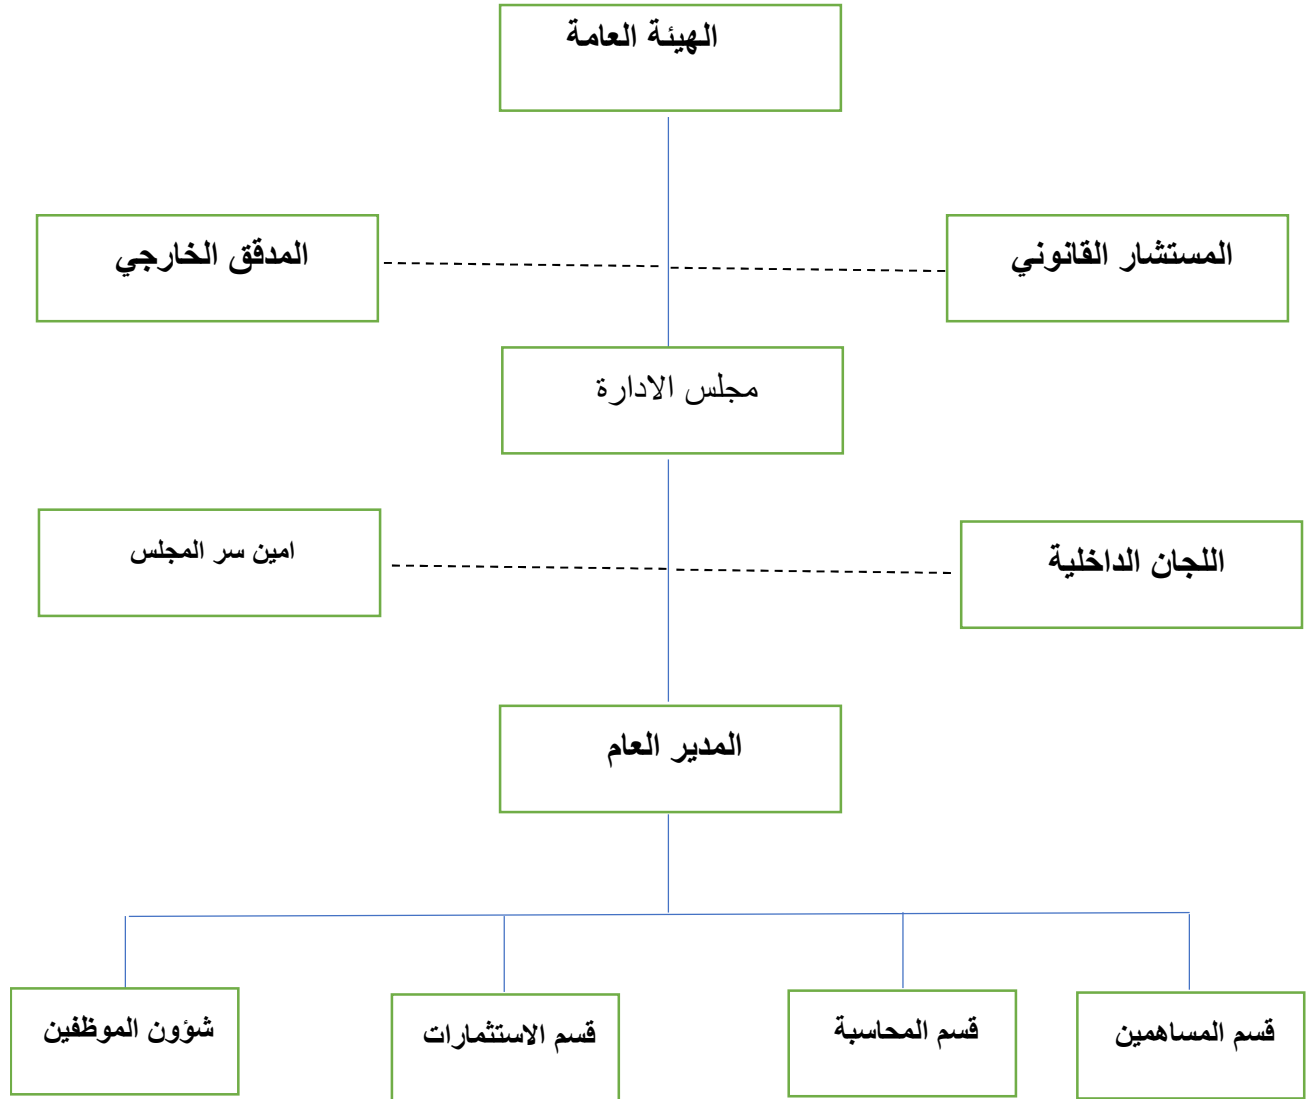 الهيئة العامة
المستشار القانوني
المدقق الخارجي
مجلس الادارة
اللجان الداخلية
امين سر المجلس
المدير العام
قسم المساهمين
قسم المحاسبة
قسم الاستثمارات
شؤون الموظفين